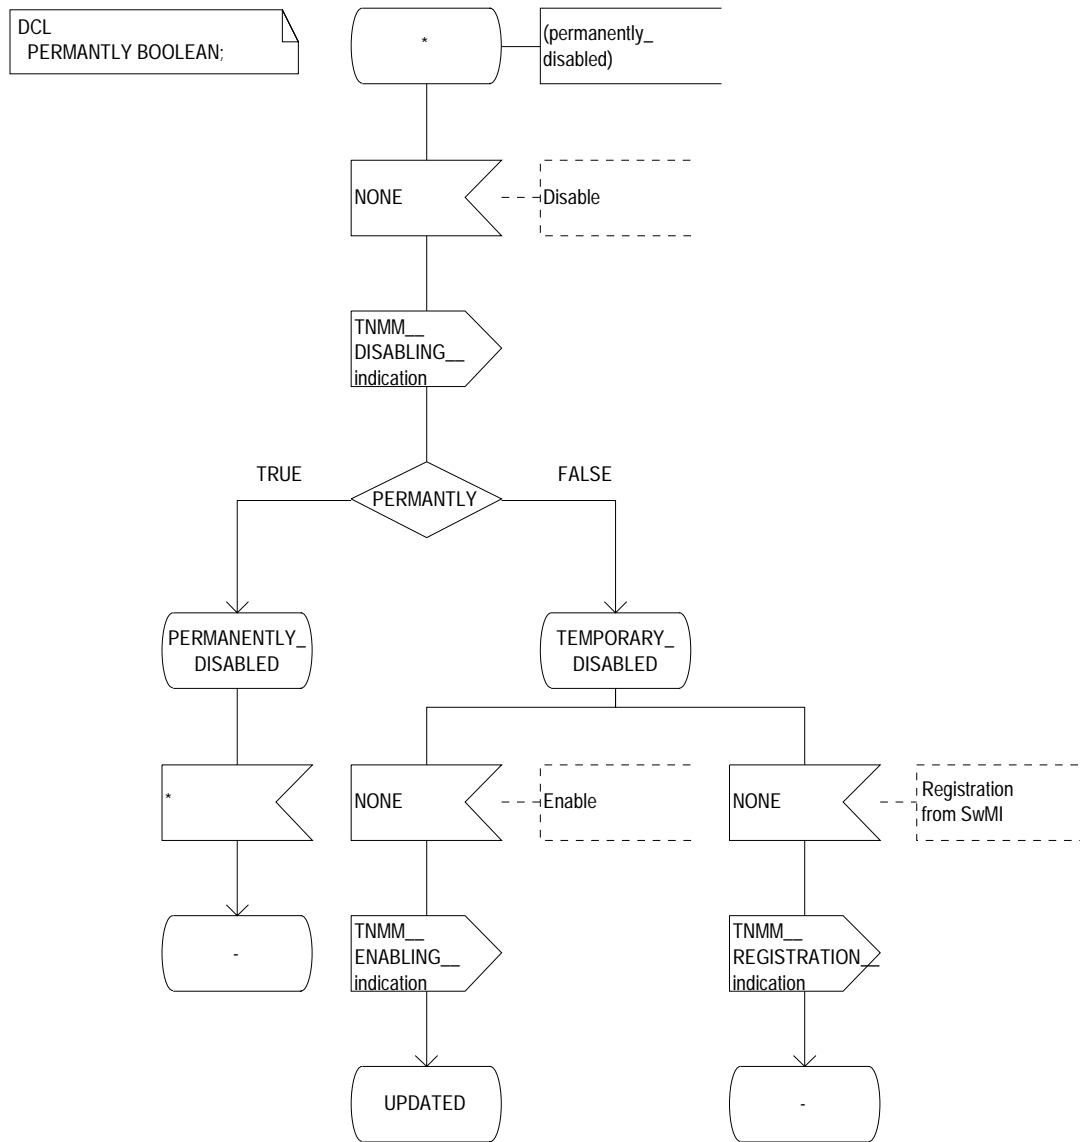 DCL
PERMANTLY BOOLEAN;
*
(permanently_
disabled)
NONE
Disable
TNMM__
DISABLING__
indication
TRUE
FALSE
PERMANTLY
PERMANENTLY_
DISABLED
TEMPORARY_
DISABLED
*
NONE
Enable
NONE
Registration
from SwMI
-
TNMM__
ENABLING__
indication
TNMM__
REGISTRATION__
indication
UPDATED
-